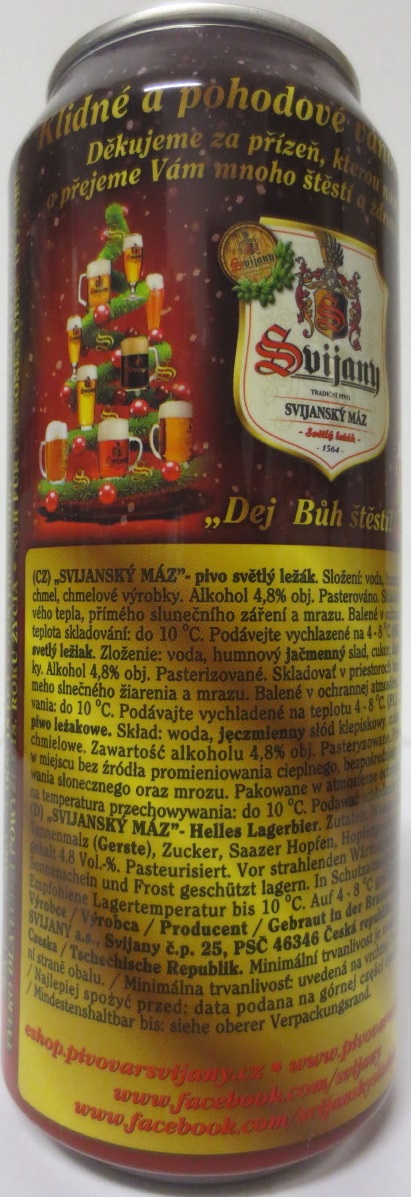 Klidné a pohodové
Děkujeme za přízeň, kterou
a přejeme Vám mnoho štěstí a
Svijany
Svijany
TRADIČNÍ PIVO
SVIJANSKÝ MÁZ
- Světlý ležák -
· 1564 ·
„Dej Bůh štěstí
(CZ) „SVIJANSKÝ MÁZ”- pivo světlý ležák. Složení: voda,
chmel, chmelové výrobky. Alkohol 4,8% obj. Pasterováno.
vého tepla, přímého slunečního záření a mrazu. Balené v
teplota skladování: do 10 °C. Podávejte vychlazené na 4 - 8 °C.
svetlý ležiak. Zloženie: voda, humnový jačmenný slad, cukor,
ky. Alkohol 4,8% obj. Pasterizované. Skladovať v priestoroch
meho slnečného žiarenia a mrazu. Balené v ochrannej
vania: do 10 °C. Podávajte vychladené na teplotu 4 - 8 °C.
piwo leżakowe. Skład: woda, jęczmienny słód klepiskowy,
chmielowe. Zawartość alkoholu 4,8% obj. Pasteryzowane.
w miejscu bez źródła promieniowania cieplnego,
wania słonecznego oraz mrozu. Pakowane w atmosferze
na temperatura przechowywania: do 10 °C. Podawać
(D) „SVIJANSKÝ MÁZ”- Helles Lagerbier. Zutaten:
Tennenmalz (Gerste), Zucker, Saazer Hopfen,
gehalt 4,8 Vol.-%. Pasteurisiert. Vor strahlenden
Sonnenschein und Frost geschützt lagern. In
Empfohlene Lagertemperatur bis 10 °C. Auf 4 - 8 °C
Výrobce / Výrobca / Producent / Gebraut in der
SVIJANY a.s., Svijany č.p. 25, PSČ 46346 Česká
Czeska / Tschechische Republik. Minimální trvanlivost
ní straně obalu. / Minimálna trvanlivosť: uvedená na
/ Najlepiej spożyć przed: data podana na górnej części
/ Mindestenshaltbar bis: siehe oberer Verpackungsrand.
eshop.pivovarsvijany.cz • www.
www.facebook.com/svijany
www.facebook.com/